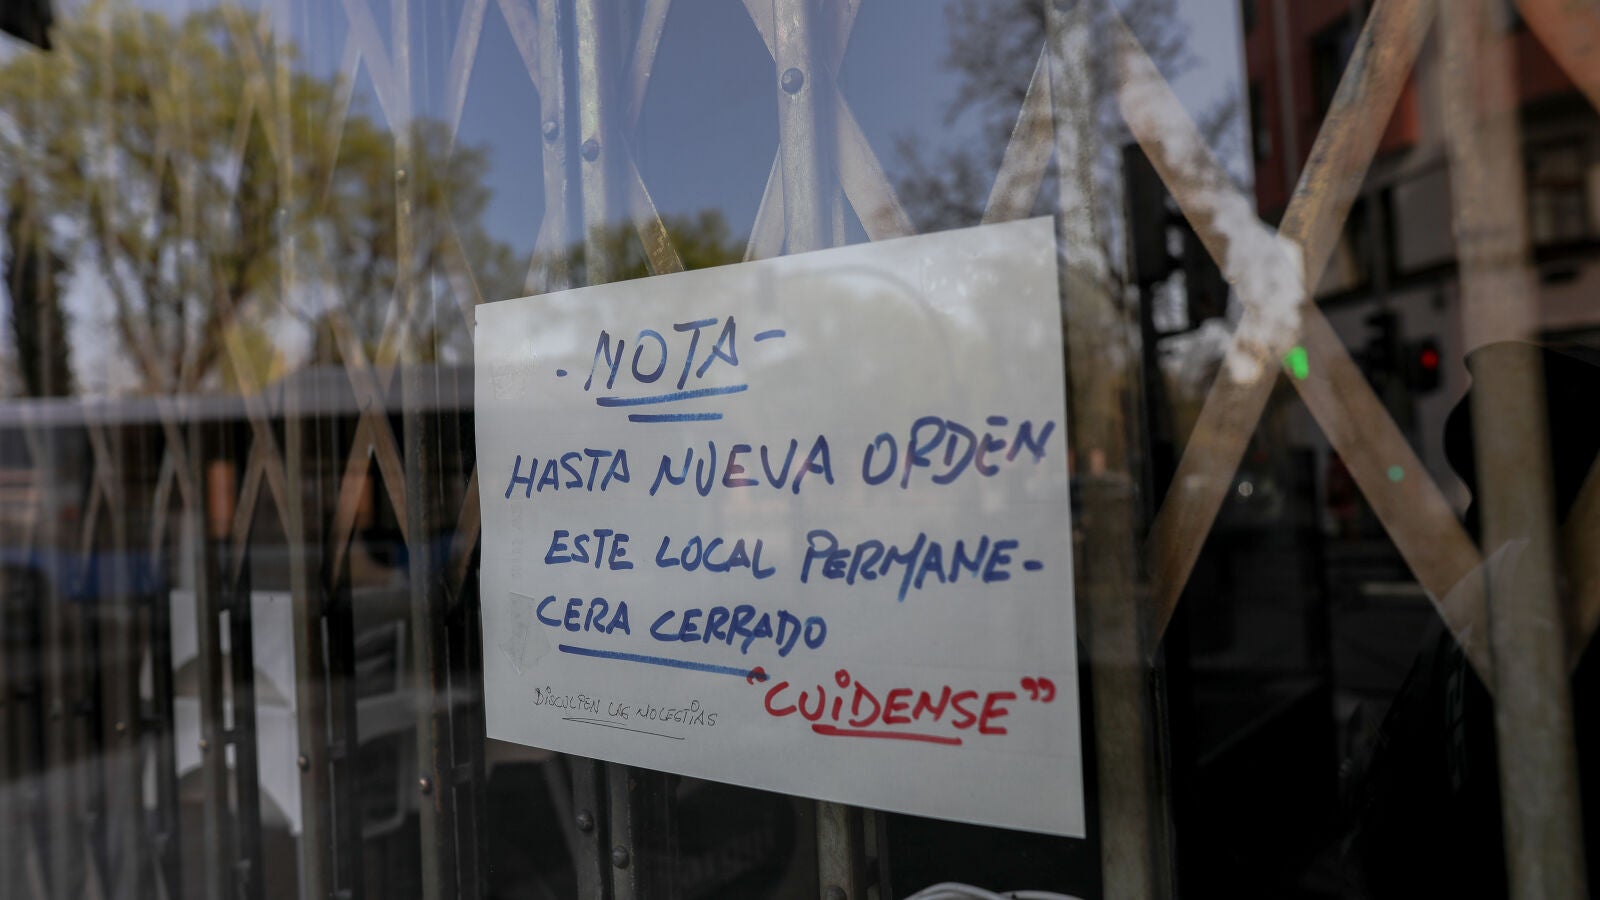 - NOTA -
HASTA NUEVA ORDEN
ESTE LOCAL PERMANE-
CERA CERRADO
"CUIDENSE"
DISCULPEN LAS MOLESTIAS